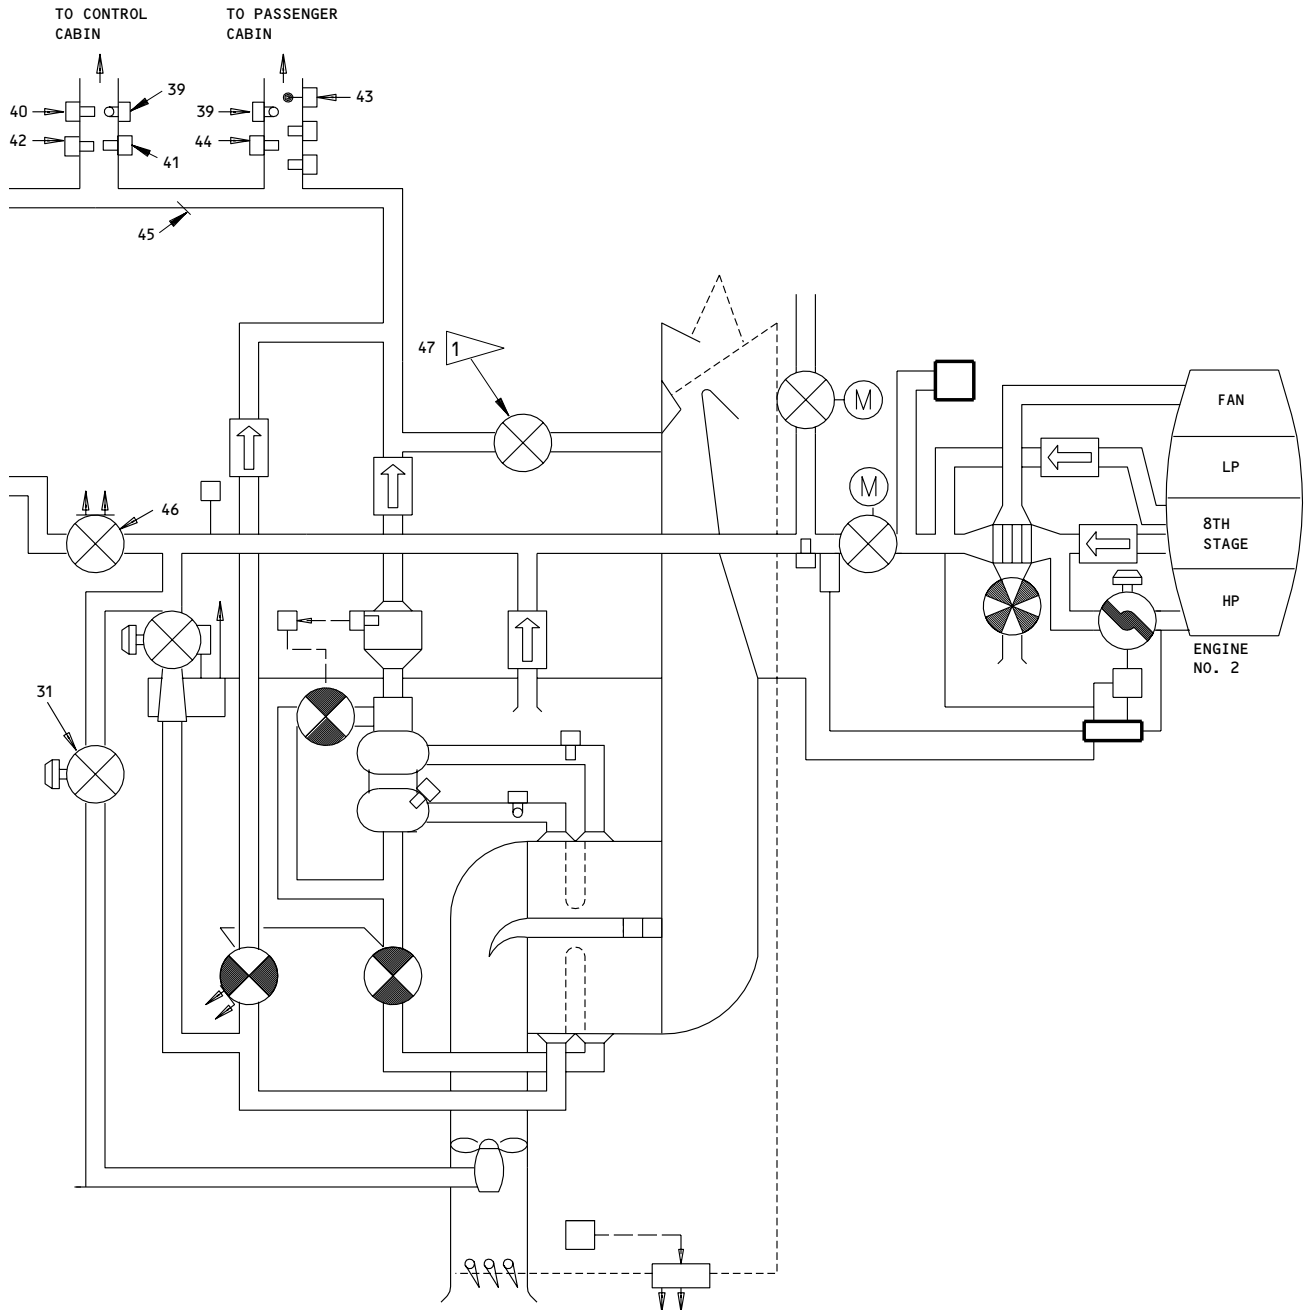 TO CONTROL
CABIN
TO PASSENGER
CABIN
39
43
40
39
42
44
41
45
47
1
M
FAN
M
LP
46
8TH
STAGE
HP
ENGINE
NO. 2
31